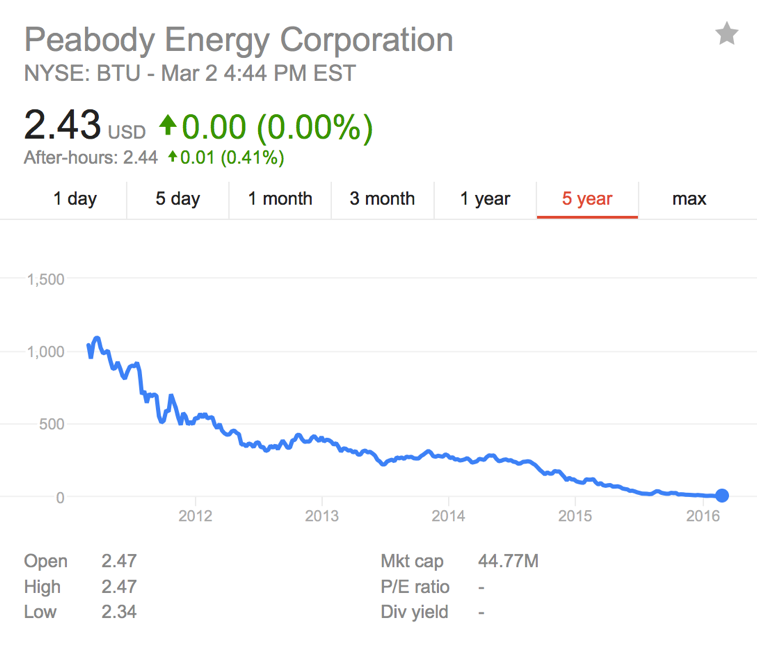 Peabody Energy Corporation
NYSE: BTU - Mar 2 4:44 PM EST
2.43 USD 0.00 (0.00%)
After-hours: 2.44 0.01 (0.41%)
1 day 5 day 1 month 3 month 1 year 5 year max
1,500
1,000
500
0
2012 2013 2014 2015 2016
Open 2.47 Mkt cap 44.77M
High 2.47 P/E ratio -
Low 2.34 Div yield -